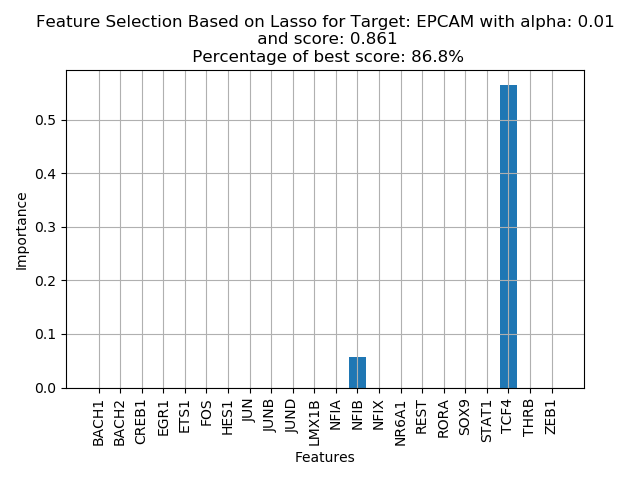 Feature Selection Based on Lasso for Target: EPCAM with alpha: 0.01
and score: 0.861
Percentage of best score: 86.8%
Importance
0.5
0.4
0.3
0.2
0.1
0.0
BACH1
BACH2
CREB1
EGR1
ETS1
FOS
HES1
JUN
JUNB
JUND
LMX1B
NFIA
NFIB
NFIX
NR6A1
REST
RORA
SOX9
STAT1
TCF4
THRB
ZEB1
Features